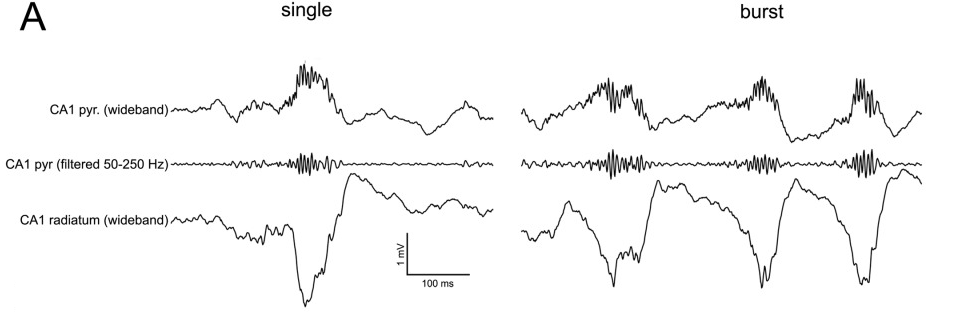 A
single
burst
CA1 pyr. (wideband)
CA1 pyr (filtered 50-250 Hz)
CA1 radiatum (wideband)
1 mV
100 ms